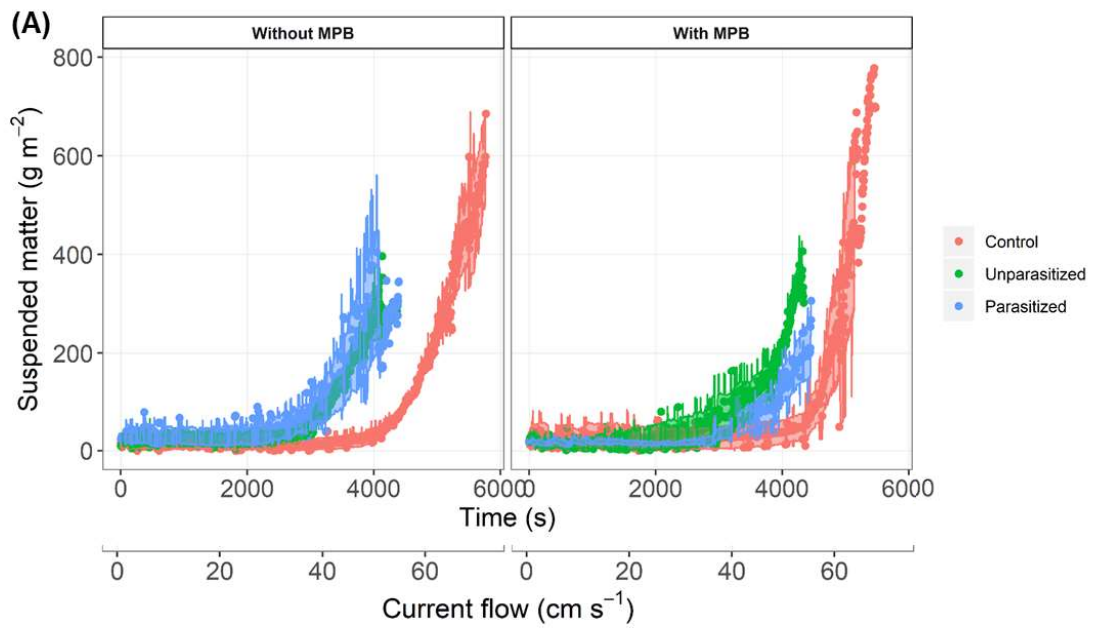 (A)
Without MPB
With MPB
Suspended matter (g m⁻²)
800
600
400
200
0
0 2000 4000 6000
0 2000 4000 6000
Time (s)
0 20 40 60
0 20 40 60
Current flow (cm s⁻¹)
Control
Unparasitized
Parasitized